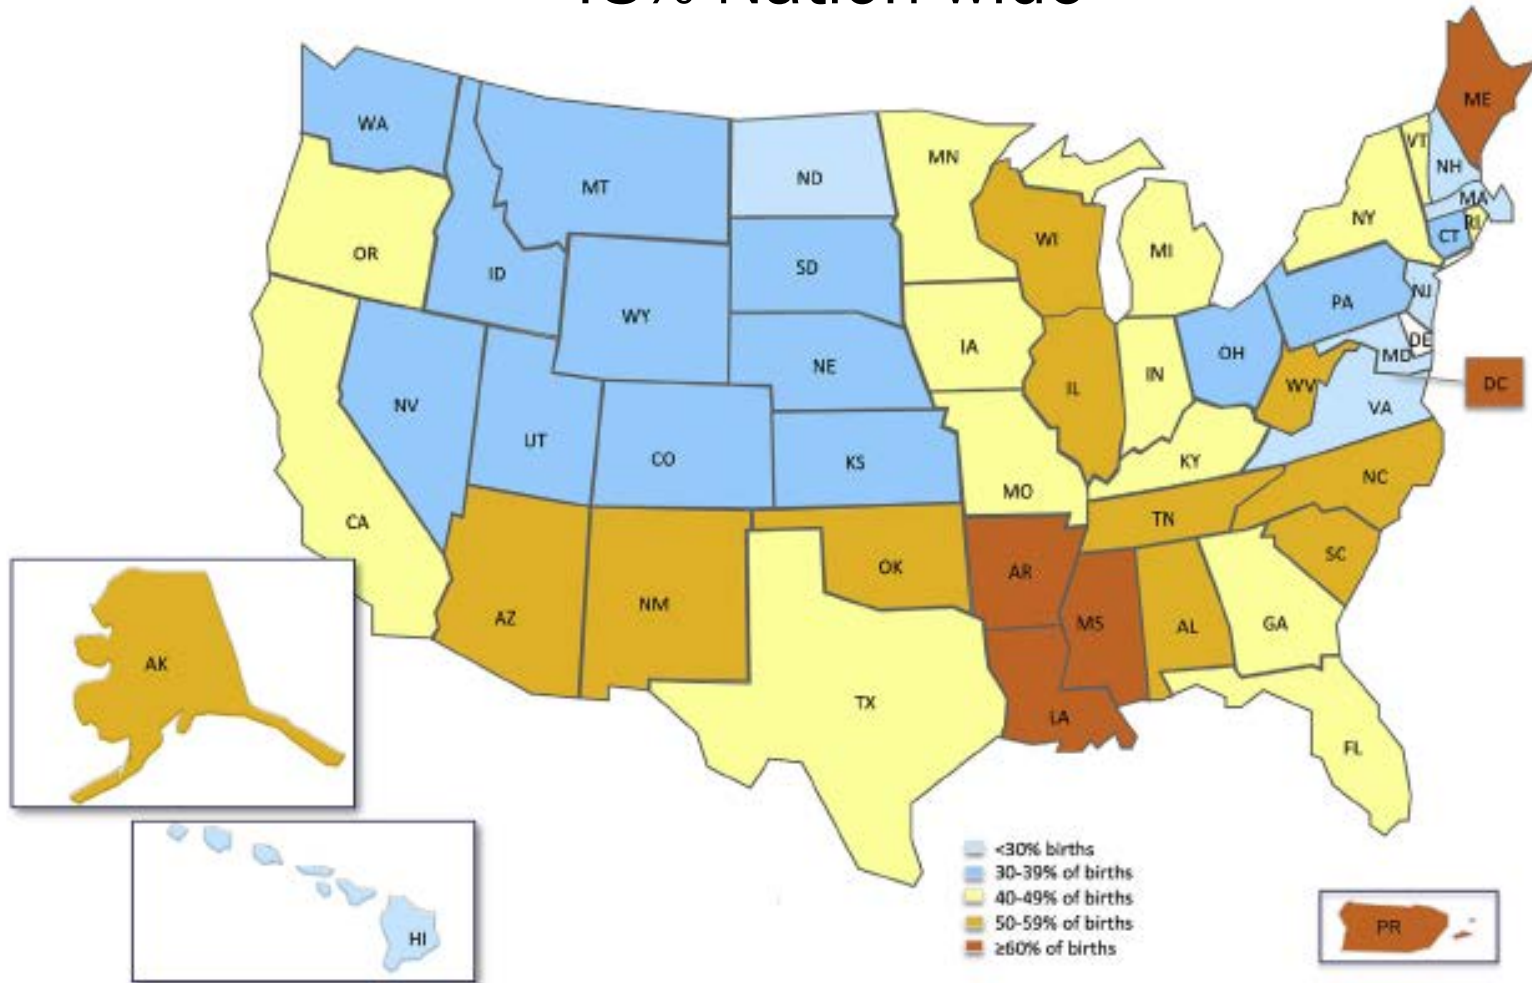 % Nation wide
ME
WA
VT
MN
NH
ND
MT
MA
NY
RI
CT
WI
OR
MI
SD
ID
NJ
PA
WY
DE
IA
OH
MD
NE
IN
DC
WV
IL
NV
VA
UT
CO
KS
KY
NC
MO
CA
TN
SC
OK
AR
NM
AZ
MS
GA
AL
AK
TX
LA
FL
<30% births
30-39% of births
40-49% of births
50-59% of births
≥60% of births
PR
HI